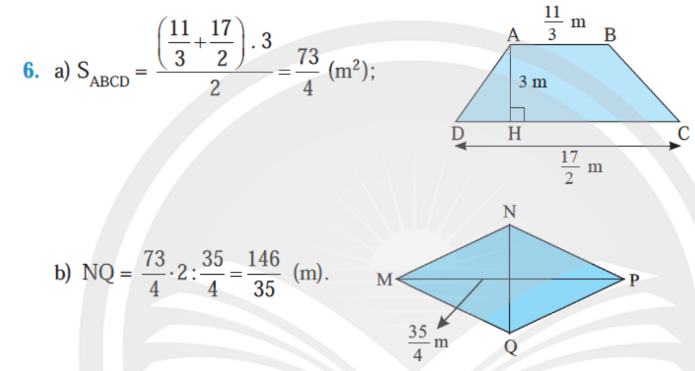 6. a) S_ABCD = ((11/3 + 17/2) . 3)/2 = 73/4 (m²);
11/3 m
A B
3 m
D H C
17/2 m
b) NQ = 73/4 · 2 : 35/4 = 146/35 (m).
N
M P
35/4 m
Q